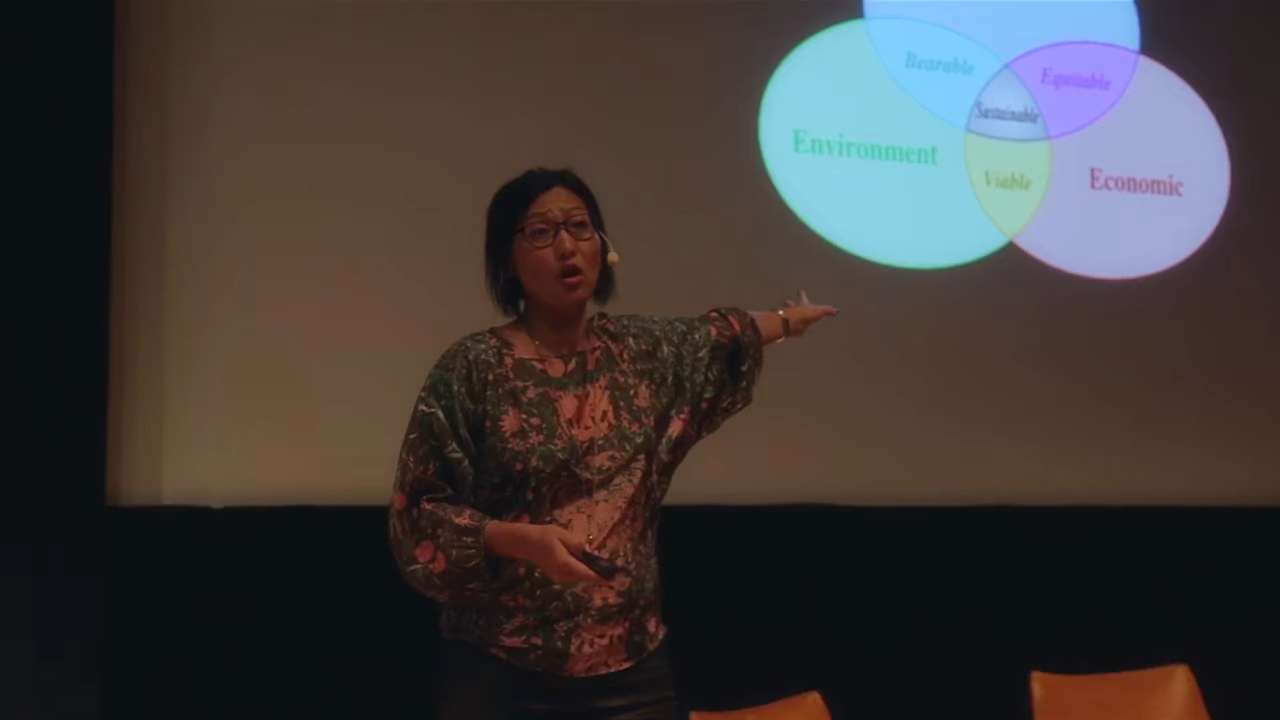 Bearable
Equitable
Sustainable
Environment
Viable
Economic